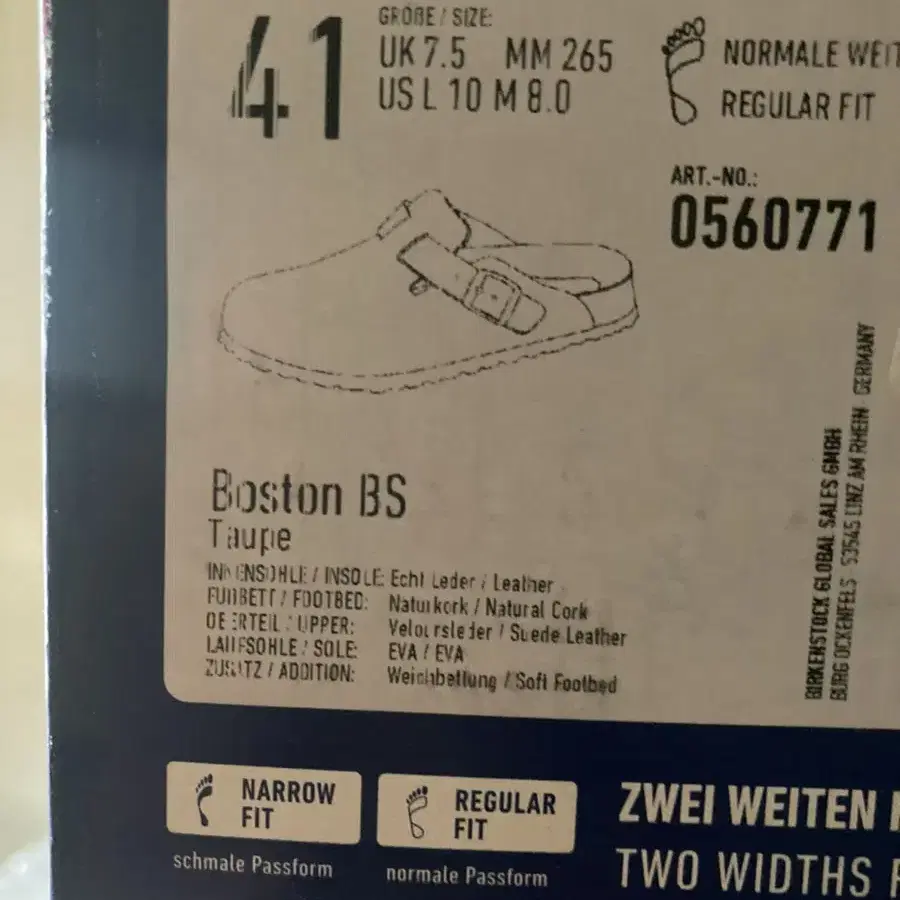 41
GRÖßE / SIZE:
UK 7.5 MM 265
US L 10 M 8.0
NORMALE WEIT
REGULAR FIT
ART.-NO.:
0560771
Boston BS
Taupe
INNENSOHLE / INSOLE: Echt Leder / Leather
FUßBETT / FOOTBED: Naturkork / Natural Cork
OBERTEIL / UPPER: Veloursleder / Suede Leather
LAUFSOHLE / SOLE: EVA / EVA
ZUSATZ / ADDITION: Weichbettung / Soft Footbed
BIRKENSTOCK GLOBAL SALES GMBH
BURG OCKENFELS 53545 LINZ AM RHEIN GERMANY
NARROW
FIT
schmale Passform
REGULAR
FIT
normale Passform
ZWEI WEITEN
TWO WIDTHS